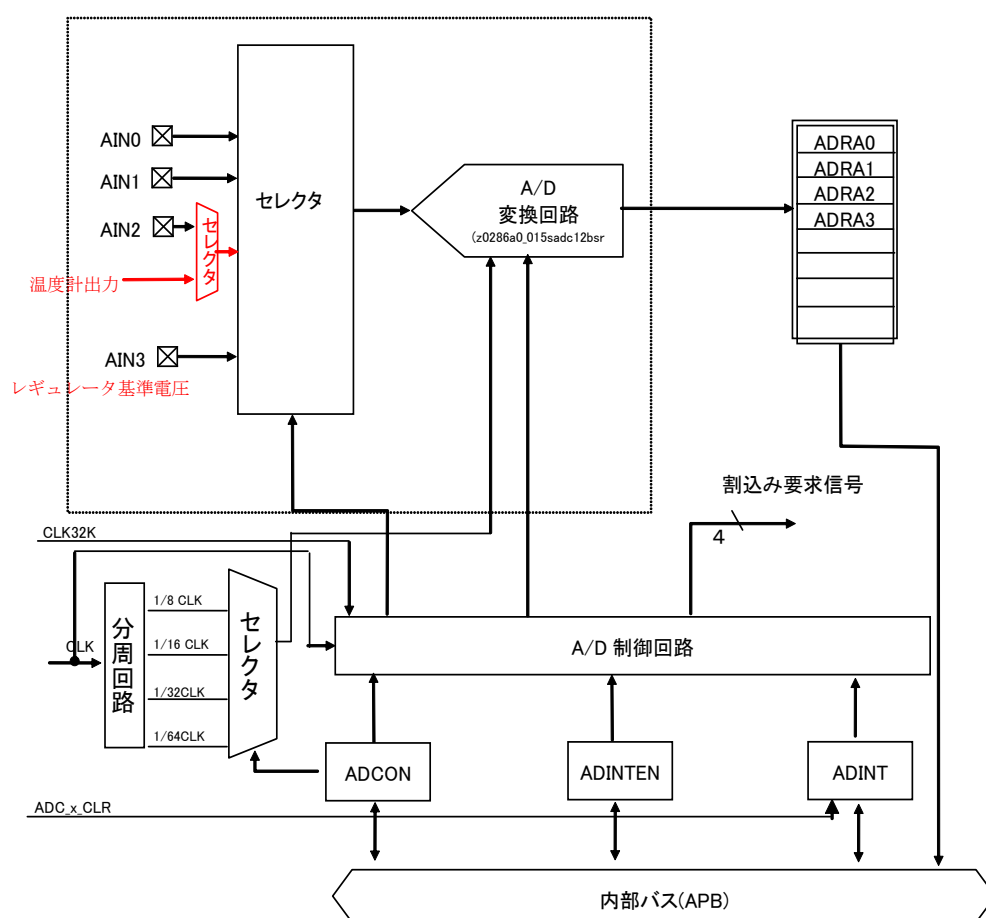 AIN0
AIN1
AIN2
温度計出力
AIN3
レギュレータ基準電圧
セレクタ
セレクタ
A/D
変換回路
(z0286a0_015sadc12bsr
ADRA0
ADRA1
ADRA2
ADRA3
割込み要求信号
4
CLK32K
CLK
分周回路
1/8 CLK
1/16 CLK
1/32CLK
1/64CLK
セレクタ
A/D 制御回路
ADCON
ADINTEN
ADINT
ADC_x_CLR
内部バス(APB)